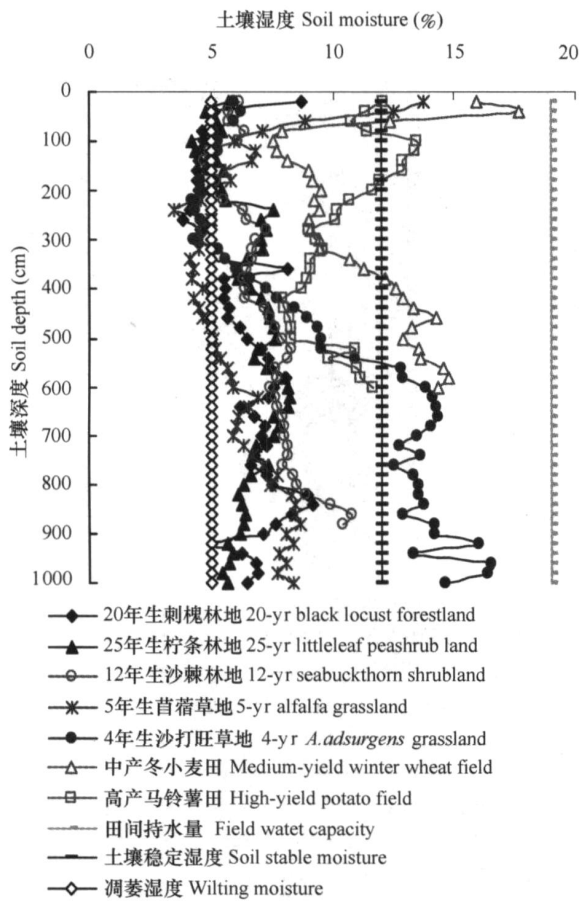 土壤湿度 Soil moisture (%)
0 5 10 15 20
0
100
200
300
400
500
600
700
800
900
1000
土壤深度 Soil depth (cm)
20年生刺槐林地 20-yr black locust forestland
25年生柠条林地 25-yr littleleaf peashrub land
12年生沙棘林地 12-yr seabuckthorn shrubland
5年生苜蓿草地 5-yr alfalfa grassland
4年生沙打旺草地 4-yr A.adsurgens grassland
中产冬小麦田 Medium-yield winter wheat field
高产马铃薯田 High-yield potato field
田间持水量 Field watet capacity
土壤稳定湿度 Soil stable moisture
凋萎湿度 Wilting moisture